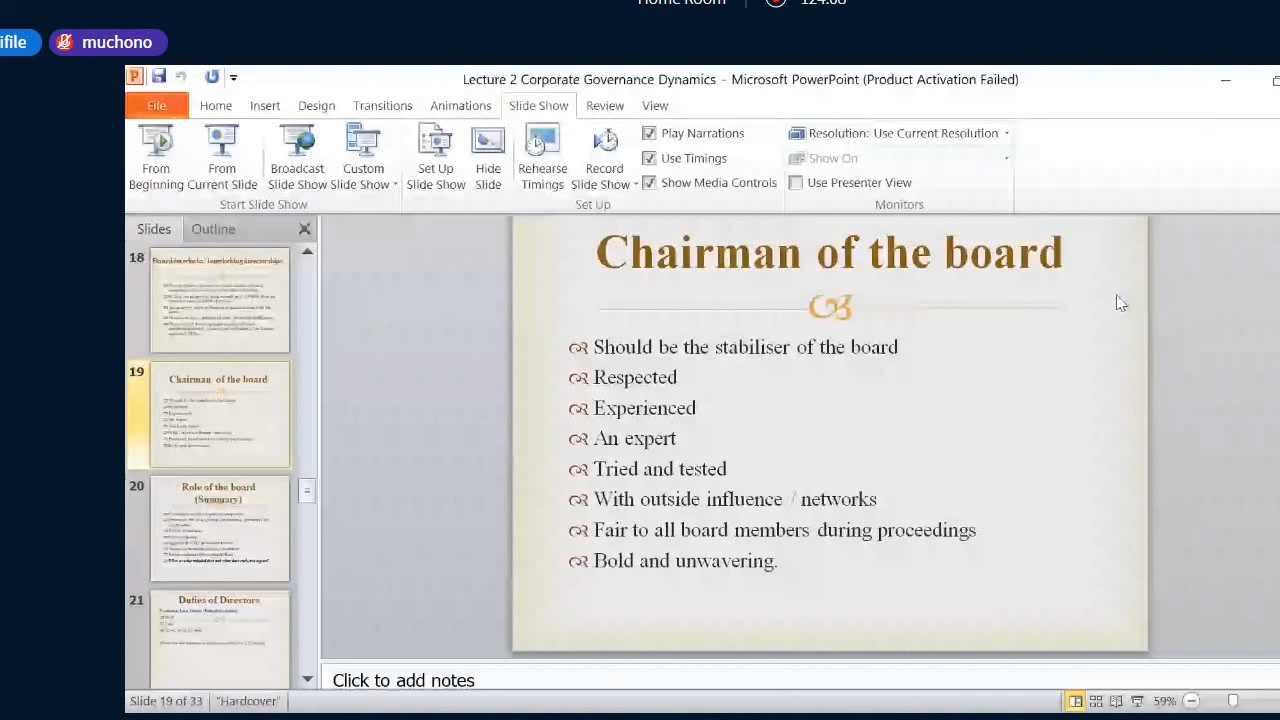 Home Room
ifile
muchono
Lecture 2 Corporate Governance Dynamics - Microsoft PowerPoint (Product Activation Failed)
File Home Insert Design Transitions Animations Slide Show Review View
From Beginning
From Current Slide
Broadcast Slide Show
Custom Slide Show
Set Up Slide Show
Hide Slide
Rehearse Timings
Record Slide Show
Play Narrations
Use Timings
Show Media Controls
Resolution: Use Current Resolution
Show On
Use Presenter View
Start Slide Show
Set Up
Monitors
Slides Outline
18
19
Chairman of the board
20
Role of the board
(Summary)
21
Duties of Directors
Chairman of the board
Should be the stabiliser of the board
Respected
Experienced
An expert
Tried and tested
With outside influence / networks
Fair to all board members during proceedings
Bold and unwavering.
Click to add notes
Slide 19 of 33 "Hardcover" 59%